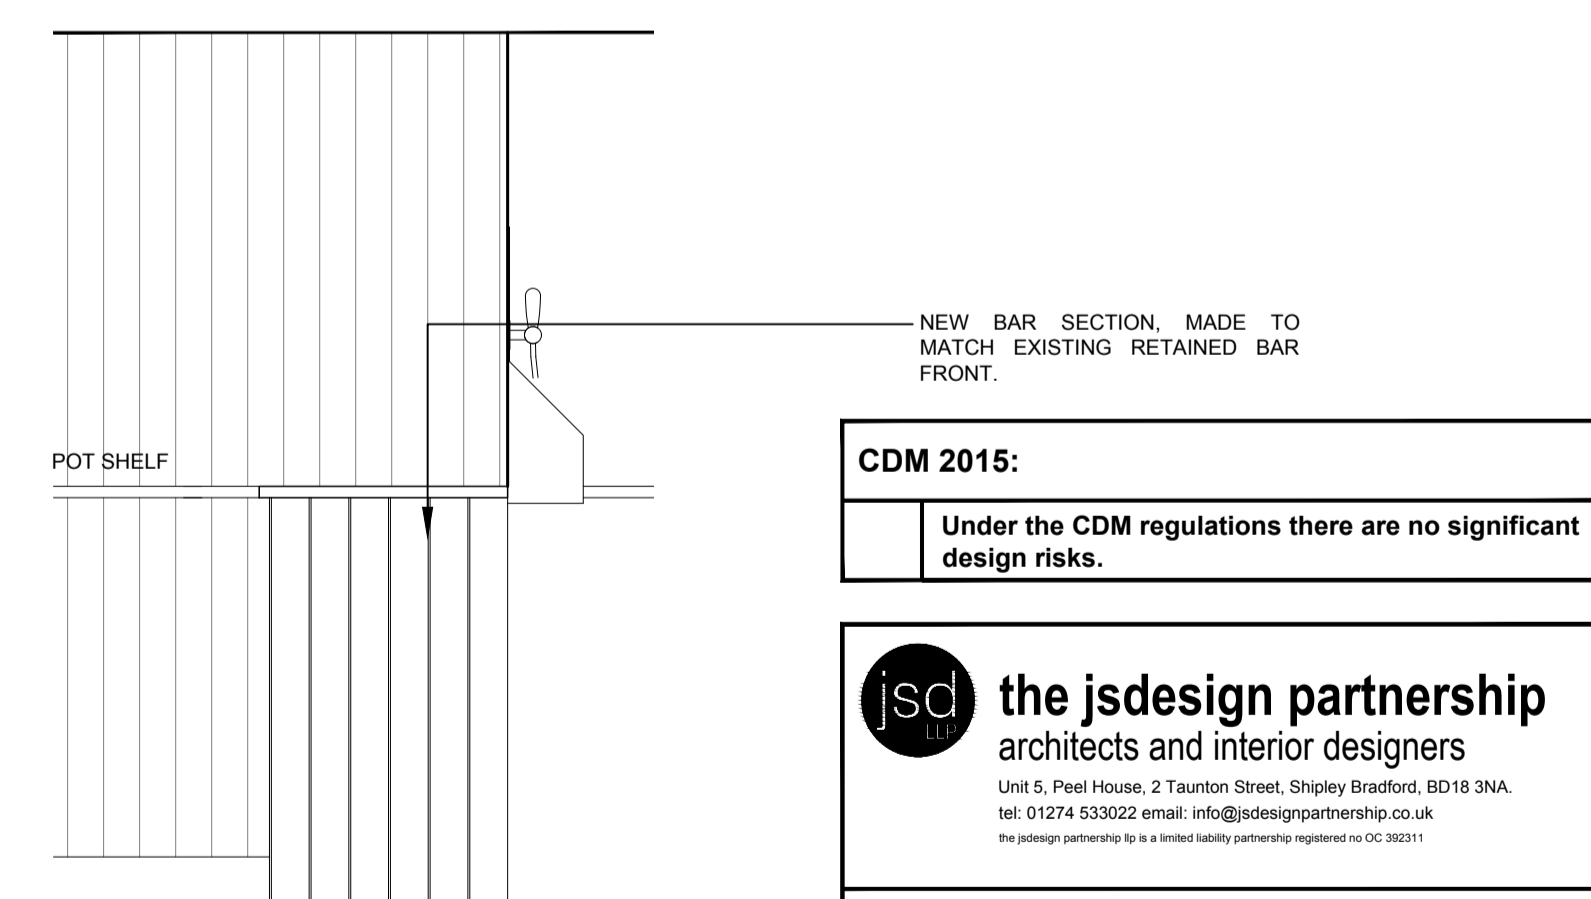 NEW BAR SECTION, MADE TO
MATCH EXISTING RETAINED BAR
FRONT.
POT SHELF
CDM 2015:
Under the CDM regulations there are no significant
design risks.
jsd
LLP
the jsdesign partnership
architects and interior designers
Unit 5, Peel House, 2 Taunton Street, Shipley Bradford, BD18 3NA.
tel: 01274 533022 email: info@jsdesignpartnership.co.uk
the jsdesign partnership llp is a limited liability partnership registered no OC 392311